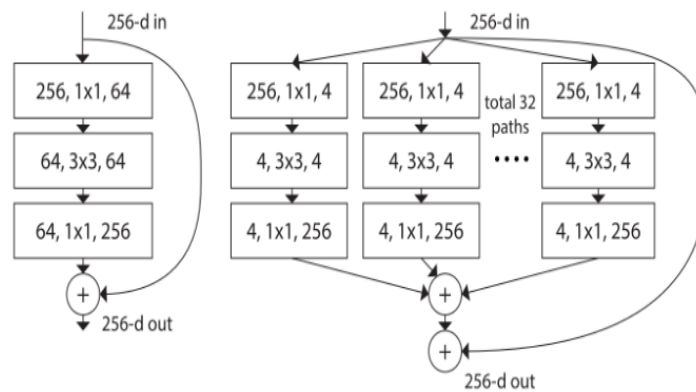 256-d in
256, 1x1, 64
64, 3x3, 64
64, 1x1, 256
+
256-d out
256-d in
256, 1x1, 4
256, 1x1, 4
256, 1x1, 4
total 32
paths
....
4, 3x3, 4
4, 3x3, 4
4, 3x3, 4
4, 1x1, 256
4, 1x1, 256
4, 1x1, 256
+
+
256-d out